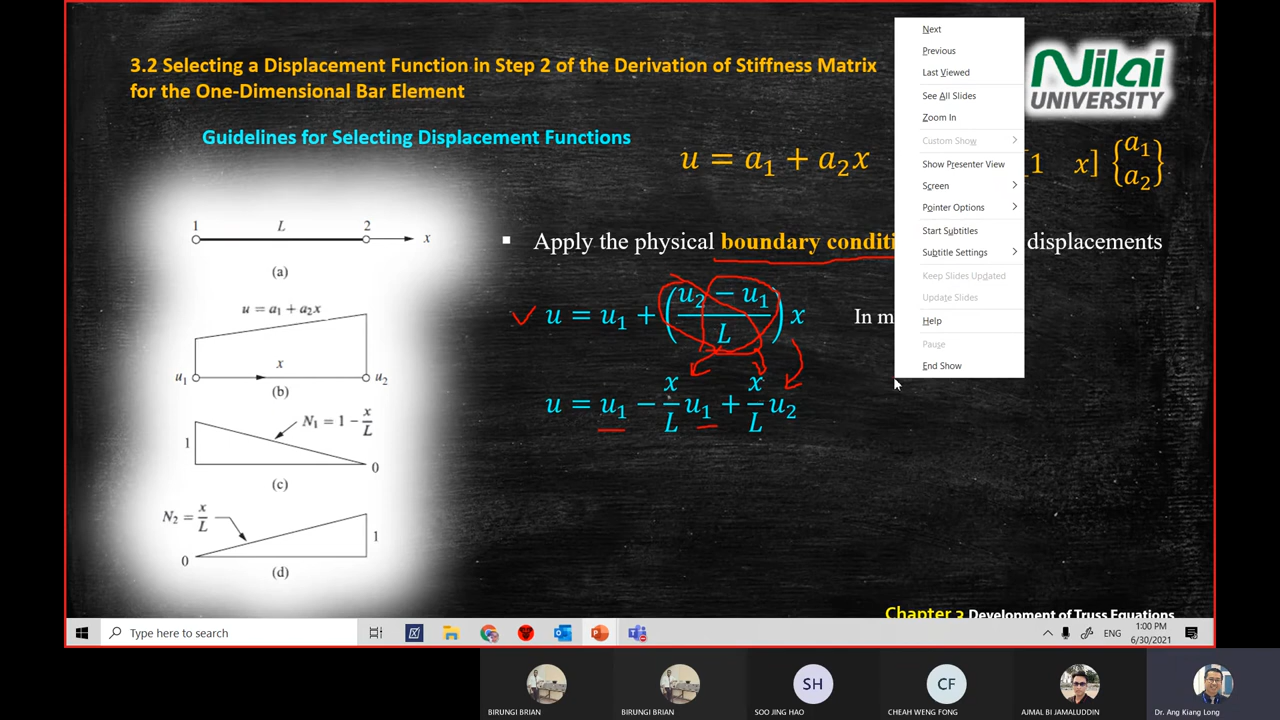 3.2 Selecting a Displacement Function in Step 2 of the Derivation of Stiffness Matrix
for the One-Dimensional Bar Element
Nilai
UNIVERSITY
Guidelines for Selecting Displacement Functions
u = a₁ + a₂x
[1 x] {a₁ a₂}
1 L 2 x
(a)
u = a₁ + a₂x
x
u₁ u₂
(b)
N₁ = 1 − x/L
1 0
(c)
N₂ = x/L
0 1
(d)
▪ Apply the physical boundary conditi displacements
u = u₁ + ((u₂ − u₁)/L) x In m
u = u₁ − x/L u₁ + x/L u₂
Next
Previous
Last Viewed
See All Slides
Zoom In
Custom Show
Show Presenter View
Screen
Pointer Options
Start Subtitles
Subtitle Settings
Keep Slides Updated
Update Slides
Help
Pause
End Show
Chapter 3 Development of Truss Equations
Type here to search
ENG
1:00 PM
6/30/2021
SH CF
BIRUNGI BRIAN BIRUNGI BRIAN SOO JING HAO CHEAH WENG FONG AJMAL BI JAMALUDDIN Dr. Ang Kiang Long